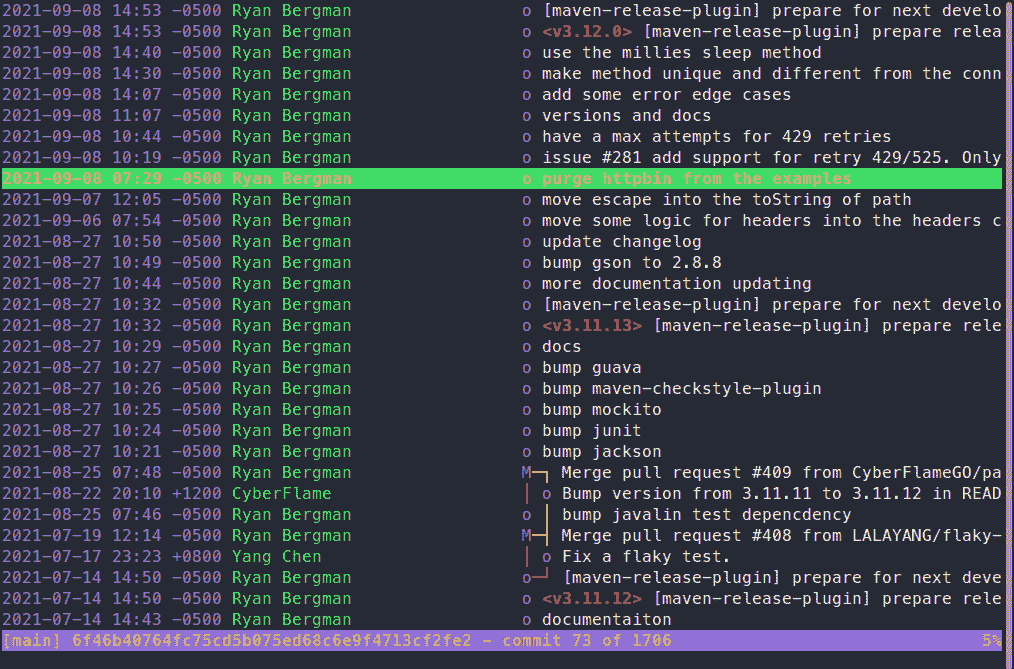 2021-09-08 14:53 -0500 Ryan Bergman o [maven-release-plugin] prepare for next develo
2021-09-08 14:53 -0500 Ryan Bergman o <v3.12.0> [maven-release-plugin] prepare relea
2021-09-08 14:40 -0500 Ryan Bergman o use the millies sleep method
2021-09-08 14:30 -0500 Ryan Bergman o make method unique and different from the conn
2021-09-08 14:07 -0500 Ryan Bergman o add some error edge cases
2021-09-08 11:07 -0500 Ryan Bergman o versions and docs
2021-09-08 10:44 -0500 Ryan Bergman o have a max attempts for 429 retries
2021-09-08 10:19 -0500 Ryan Bergman o issue #281 add support for retry 429/525. Only
2021-09-08 07:29 -0500 Ryan Bergman o purge httpbin from the examples
2021-09-07 12:05 -0500 Ryan Bergman o move escape into the toString of path
2021-09-06 07:54 -0500 Ryan Bergman o move some logic for headers into the headers c
2021-08-27 10:50 -0500 Ryan Bergman o update changelog
2021-08-27 10:49 -0500 Ryan Bergman o bump gson to 2.8.8
2021-08-27 10:44 -0500 Ryan Bergman o more documentation updating
2021-08-27 10:32 -0500 Ryan Bergman o [maven-release-plugin] prepare for next develo
2021-08-27 10:32 -0500 Ryan Bergman o <v3.11.13> [maven-release-plugin] prepare rele
2021-08-27 10:29 -0500 Ryan Bergman o docs
2021-08-27 10:27 -0500 Ryan Bergman o bump guava
2021-08-27 10:26 -0500 Ryan Bergman o bump maven-checkstyle-plugin
2021-08-27 10:25 -0500 Ryan Bergman o bump mockito
2021-08-27 10:24 -0500 Ryan Bergman o bump junit
2021-08-27 10:21 -0500 Ryan Bergman o bump jackson
2021-08-25 07:48 -0500 Ryan Bergman M─┐ Merge pull request #409 from CyberFlameGO/pa
2021-08-22 20:10 +1200 CyberFlame │ o Bump version from 3.11.11 to 3.11.12 in READ
2021-08-25 07:46 -0500 Ryan Bergman o │ bump javalin test depencdency
2021-07-19 12:14 -0500 Ryan Bergman M─┤ Merge pull request #408 from LALAYANG/flaky-
2021-07-17 23:23 +0800 Yang Chen │ o Fix a flaky test.
2021-07-14 14:50 -0500 Ryan Bergman o─┘ [maven-release-plugin] prepare for next deve
2021-07-14 14:50 -0500 Ryan Bergman o <v3.11.12> [maven-release-plugin] prepare rele
2021-07-14 14:43 -0500 Ryan Bergman o documentaiton
[main] 6f46b40764fc75cd5b075ed68c6e9f4713cf2fe2 - commit 73 of 1706 5%